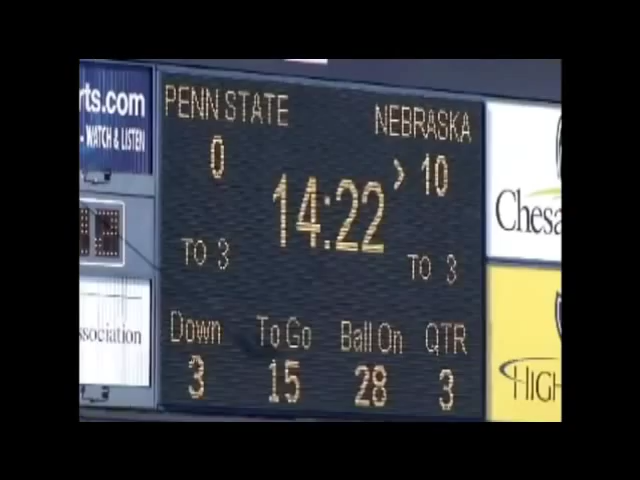 rts.com
- WATCH & LISTEN
PENN STATE
NEBRASKA
0
> 10
14:22
TO 3
TO 3
Down
To Go
Ball On
QTR
3
15
28
3
ssociation
Chesa
HIGH